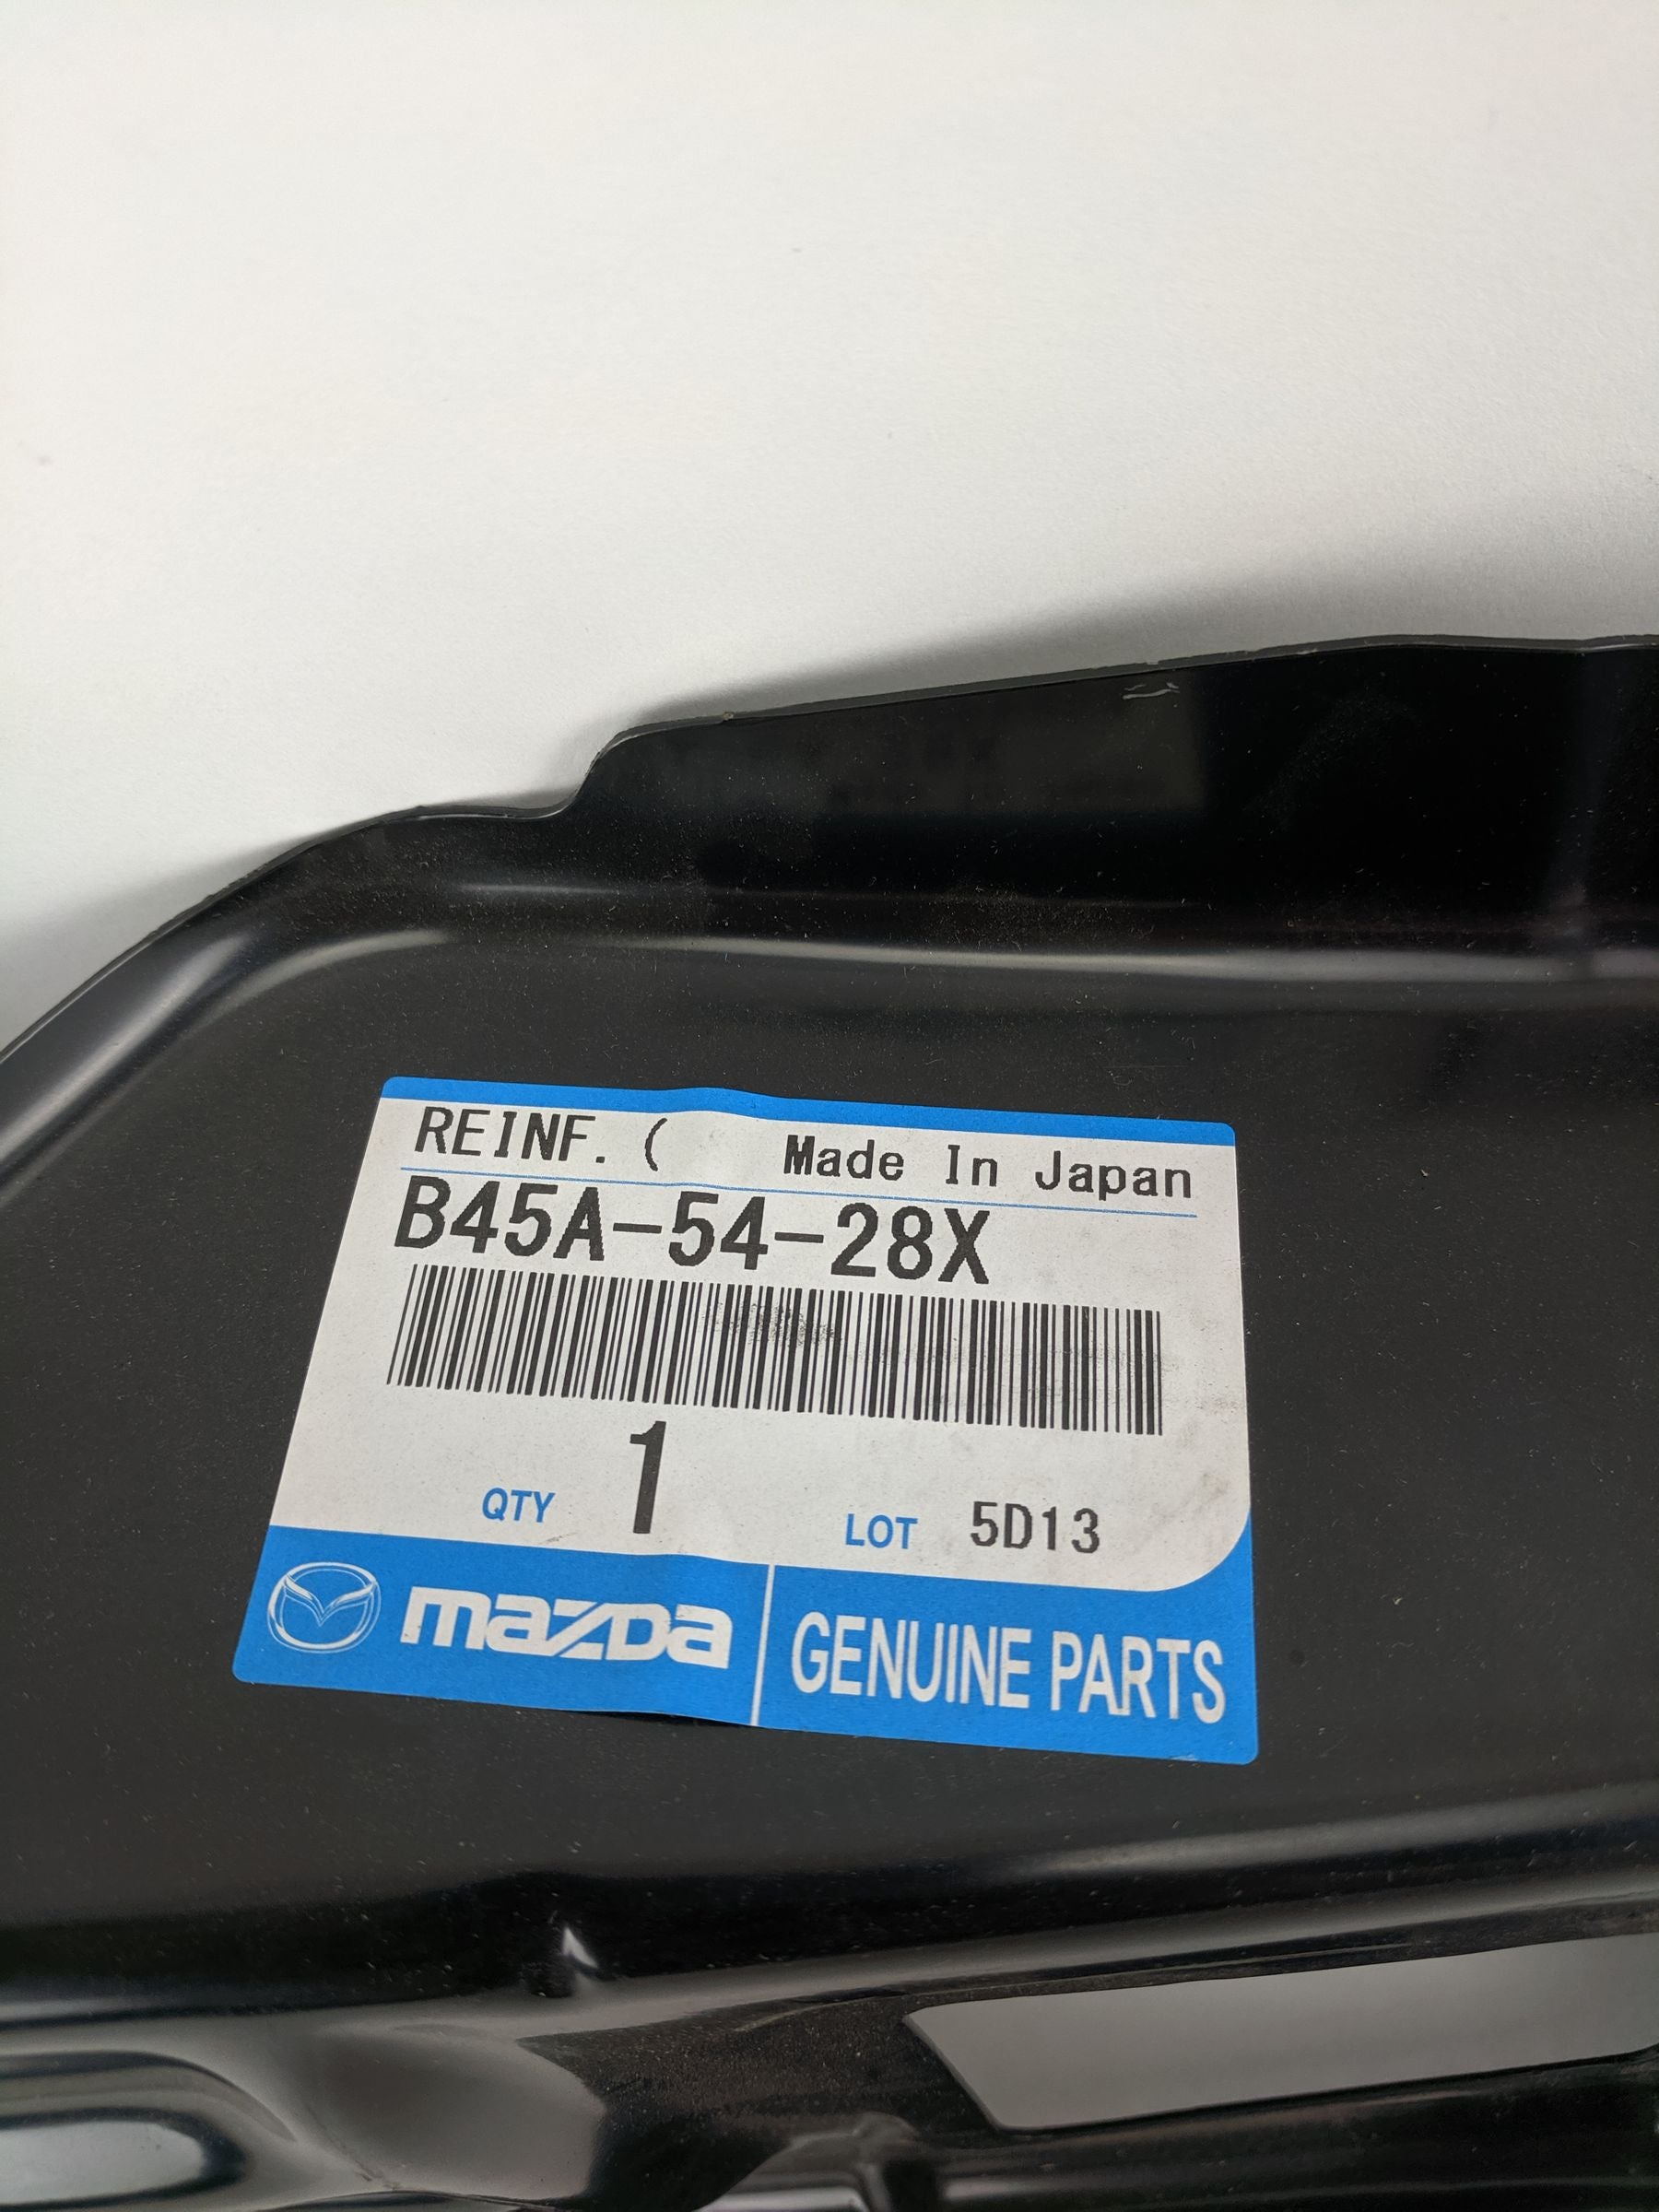 REINF. ( Made In Japan
B45A-54-28X
QTY 1 LOT 5D13
mazda GENUINE PARTS